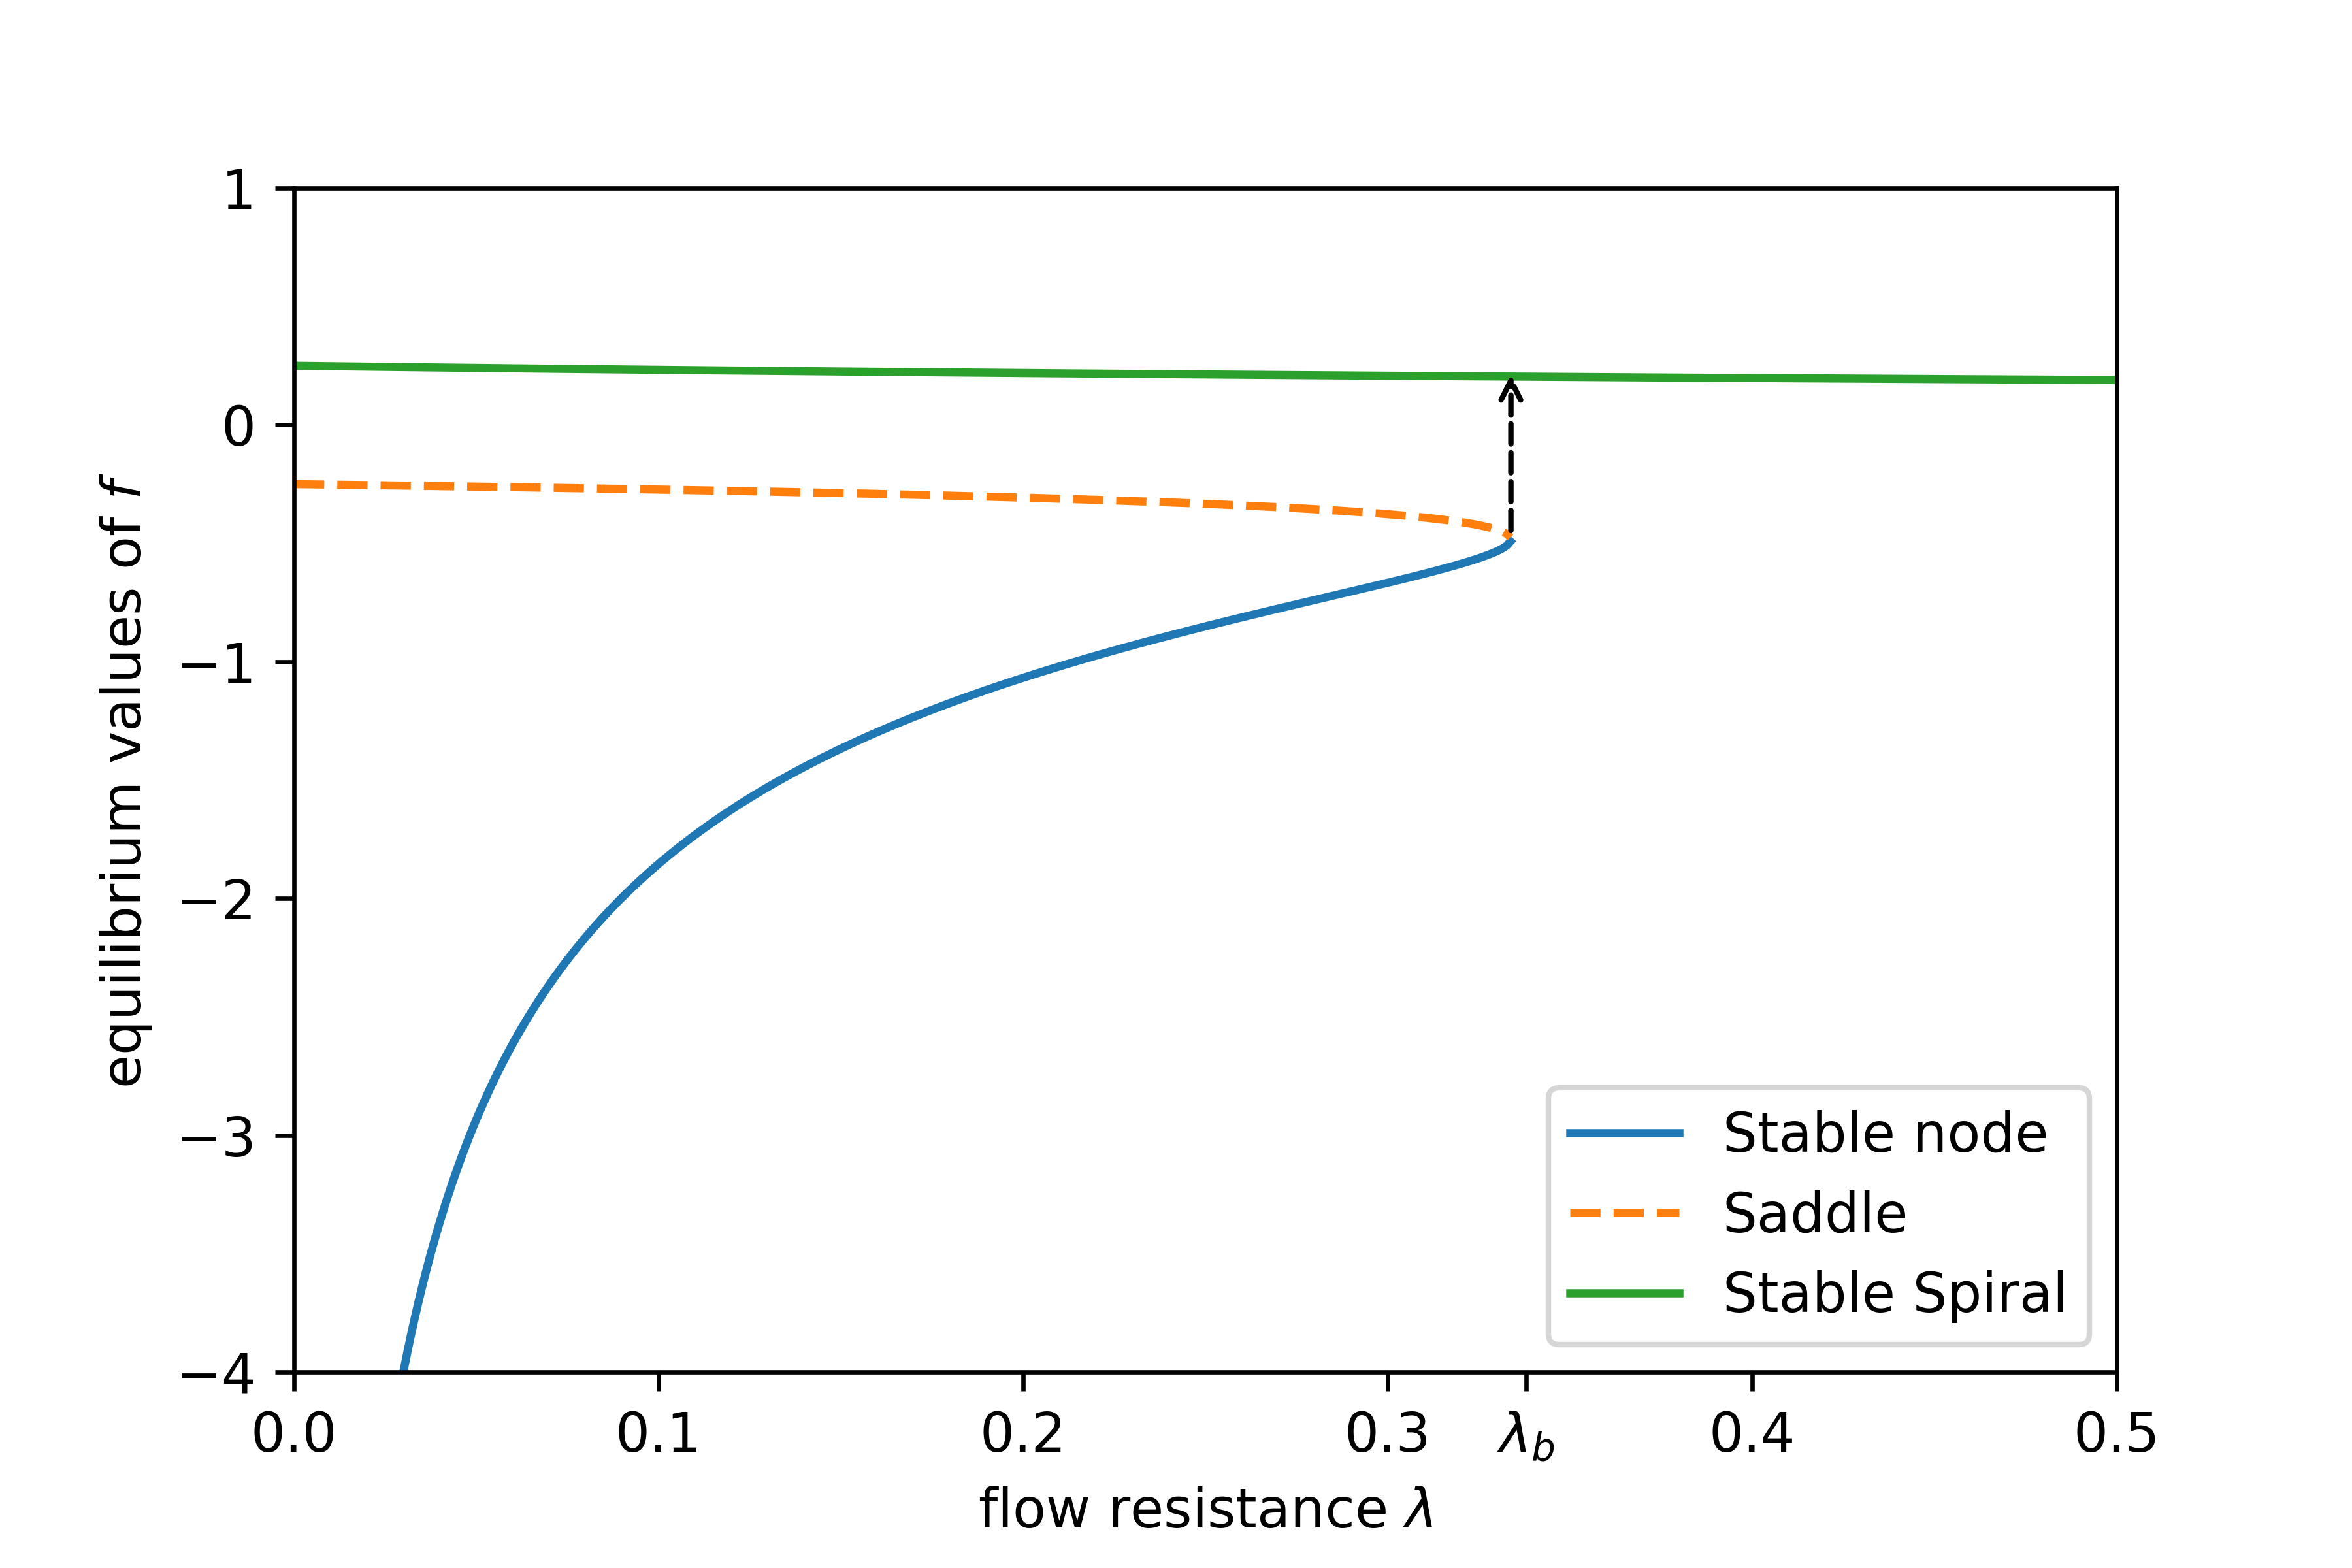 equilibrium values of f
1
0
−1
−2
−3
−4
Stable node
Saddle
Stable Spiral
0.0 0.1 0.2 0.3 λb 0.4 0.5
flow resistance λ